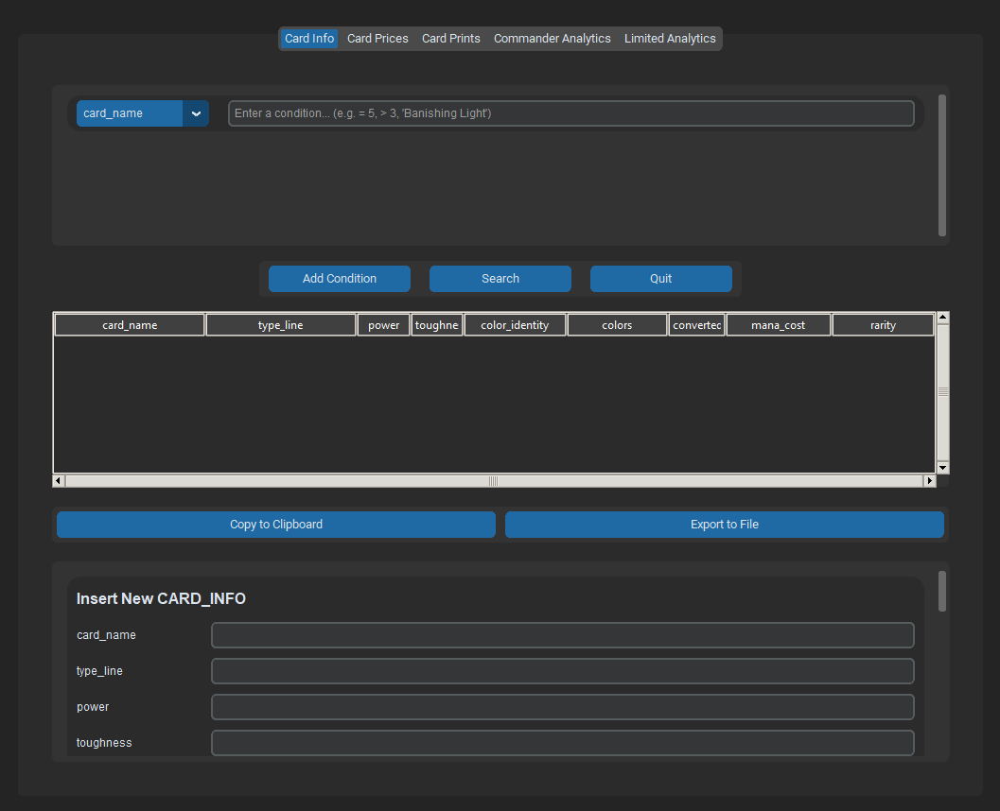 Card Info Card Prices Card Prints Commander Analytics Limited Analytics
card_name Enter a condition... (e.g. = 5, > 3, 'Banishing Light')
Add Condition Search Quit
card_name type_line power toughne color_identity colors convertec mana_cost rarity
Copy to Clipboard Export to File
Insert New CARD_INFO
card_name
type_line
power
toughness